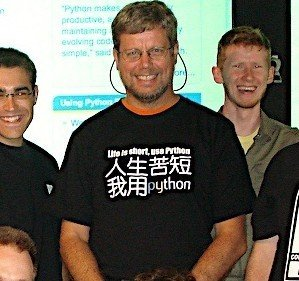 "Python makes
productive, a
maintaining a
evolving code
simple," said
Using Python
Life is short, use Python
人生苦短
我用python